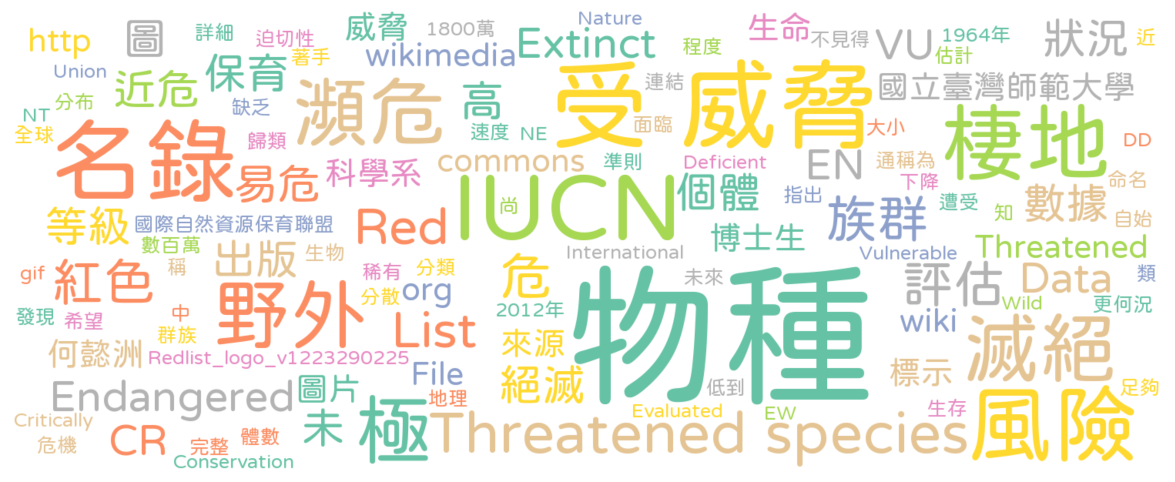 http
圖
詳細
迫切性
威脅
1800萬
Nature
生命
不見得
VU
1964年
狀況
近
Union
著手
wikimedia
Extinct
程度
估計
NT
分布
近危
保育
缺乏
瀕危
高
受威脅
連結
國立臺灣師範大學
全球
名錄
歸類
速度
NE
面臨
大小
棲地
DD
易危
科學系
commons
準則
Deficient
EN
通稱為
下降
命名
等級
國際自然資源保育聯盟
Red
IUCN
尚
個體
指出
族群
遭受
知
數據
自始
數百萬
博士生
gif
紅色
稱
出版
生物
稀有
分類
危
International
Vulnerable
Threatened
分散
org
未來
物種
評估
Data
類
發現
希望
中
群族
野外
List
2012年
wiki
Wild
更何況
何懿洲
Redlist_logo_v1223290225
來源
滅絕
Endangered
圖片
File
地理
絕滅
低到
標示
足夠
Critically
危機
CR
完整
體數
未
極
Threatened species
Evaluated
EW
生存
風險
Conservation